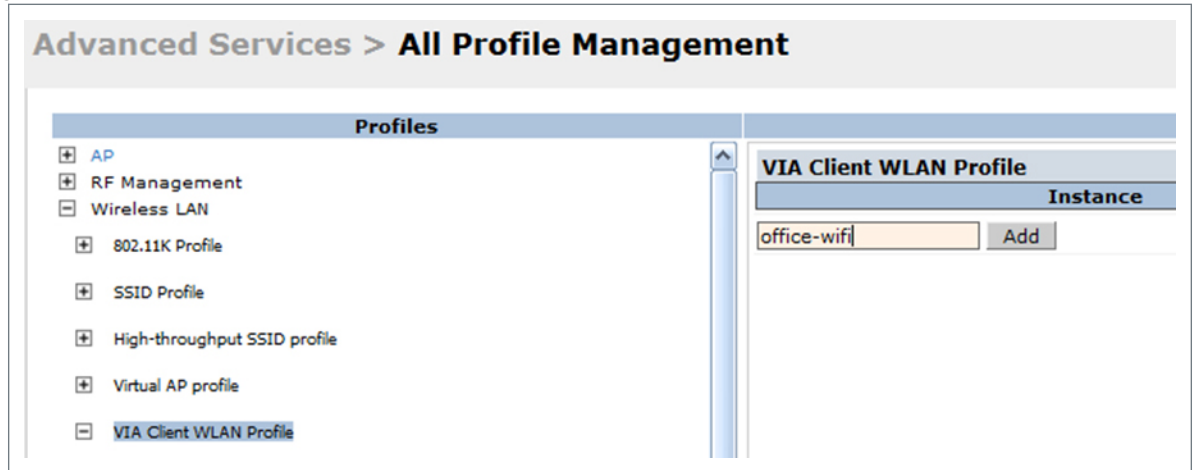 Advanced Services > All Profile Management
Profiles
AP
RF Management
Wireless LAN
802.11K Profile
SSID Profile
High-throughput SSID profile
Virtual AP profile
VIA Client WLAN Profile
VIA Client WLAN Profile
Instance
office-wifi
Add